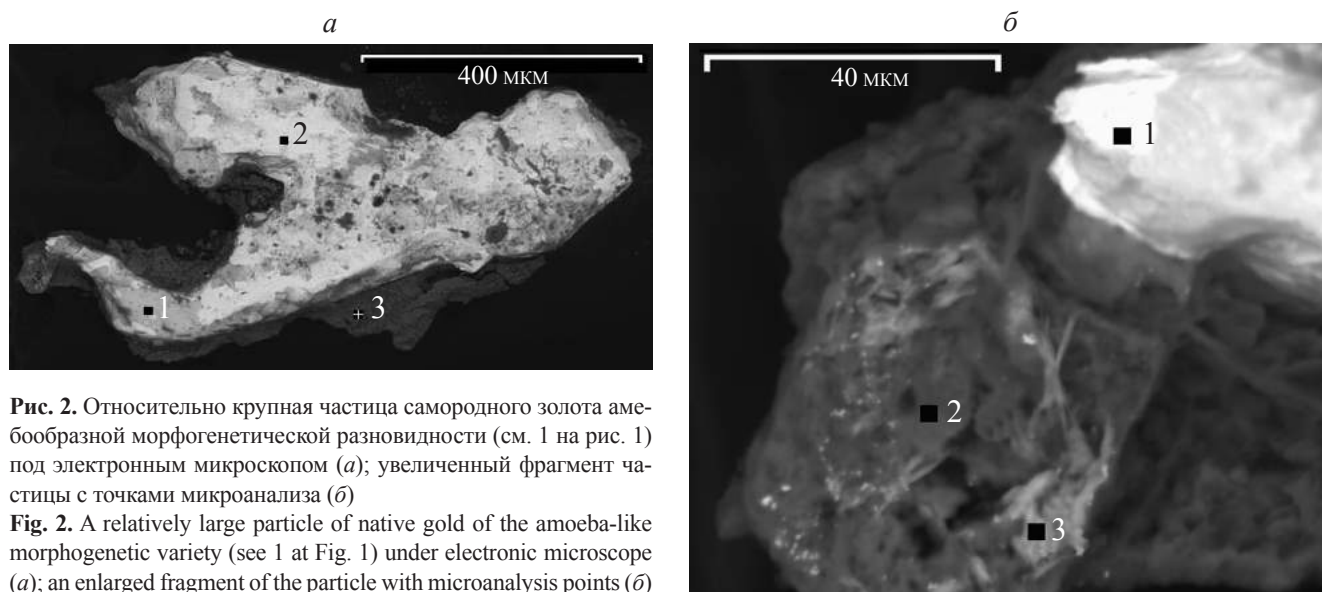 а
400 мкм
2
1
3
б
40 мкм
1
2
3
Рис. 2. Относительно крупная частица самородного золота аме-
бообразной морфогенетической разновидности (см. 1 на рис. 1)
под электронным микроскопом (а); увеличенный фрагмент ча-
стицы с точками микроанализа (б)
Fig. 2. A relatively large particle of native gold of the amoeba-like
morphogenetic variety (see 1 at Fig. 1) under electronic microscope
(a); an enlarged fragment of the particle with microanalysis points (б)